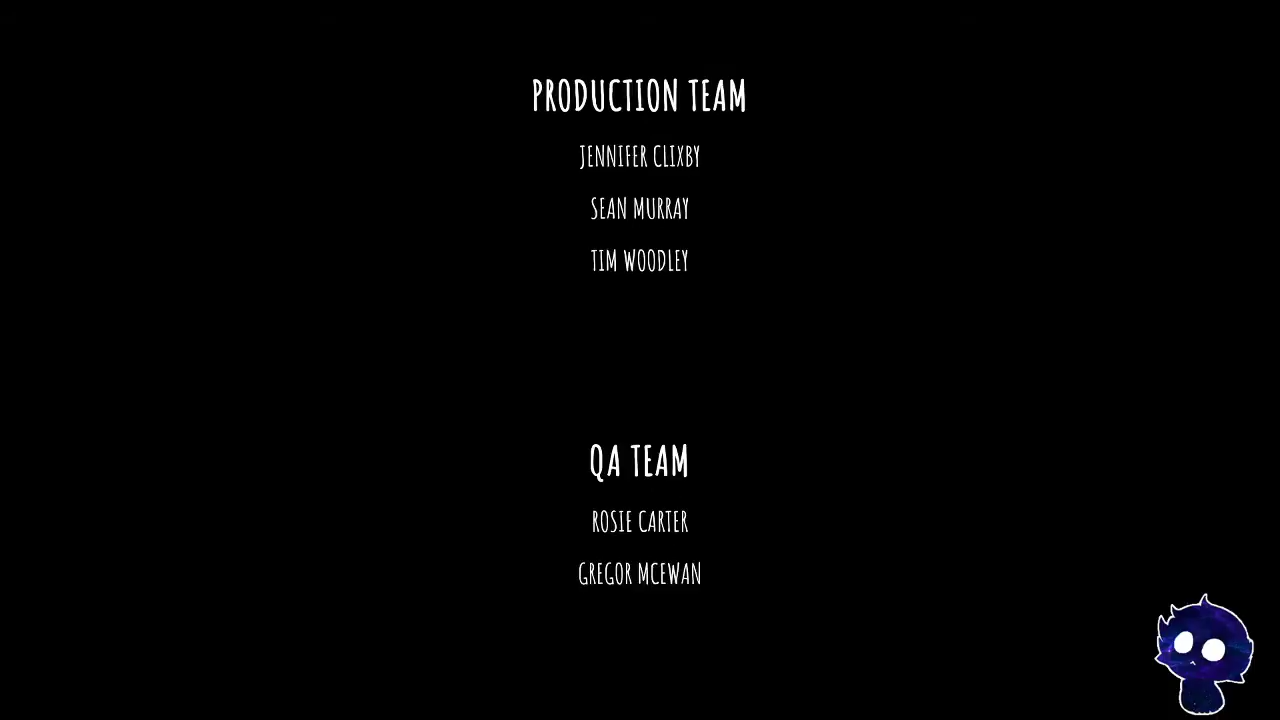 PRODUCTION TEAM
JENNIFER CLIXBY
SEAN MURRAY
TIM WOODLEY
QA TEAM
ROSIE CARTER
GREGOR MCEWAN